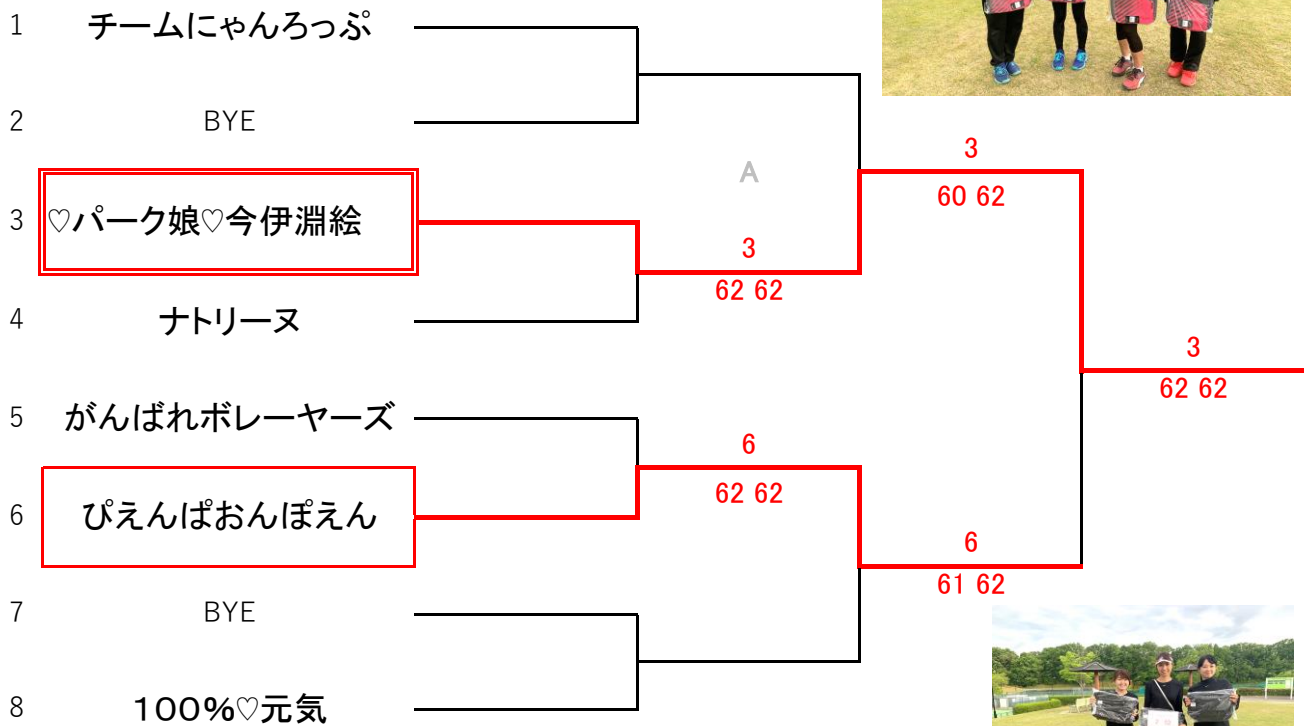 1 チームにゃんろっぷ
2 BYE
3
A
60 62
3 ♡パーク娘♡今伊淵絵
3
62 62
4 ナトリーヌ
3
62 62
5 がんばれボレーヤーズ
6
62 62
6 ぴえんぱおんぽえん
6
61 62
7 BYE
8 100%♡元気